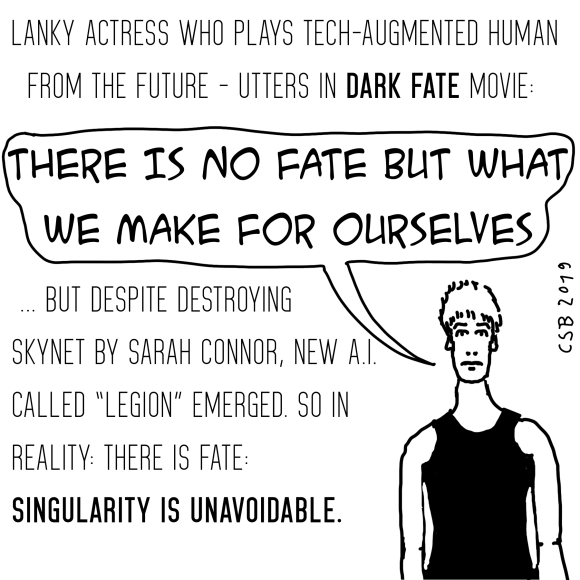 LANKY ACTRESS WHO PLAYS TECH-AUGMENTED HUMAN
FROM THE FUTURE - UTTERS IN DARK FATE MOVIE:
THERE IS NO FATE BUT WHAT
WE MAKE FOR OURSELVES
... BUT DESPITE DESTROYING
SKYNET BY SARAH CONNOR, NEW A.I.
CALLED "LEGION" EMERGED. SO IN
REALITY: THERE IS FATE:
SINGULARITY IS UNAVOIDABLE.
CSB 2019